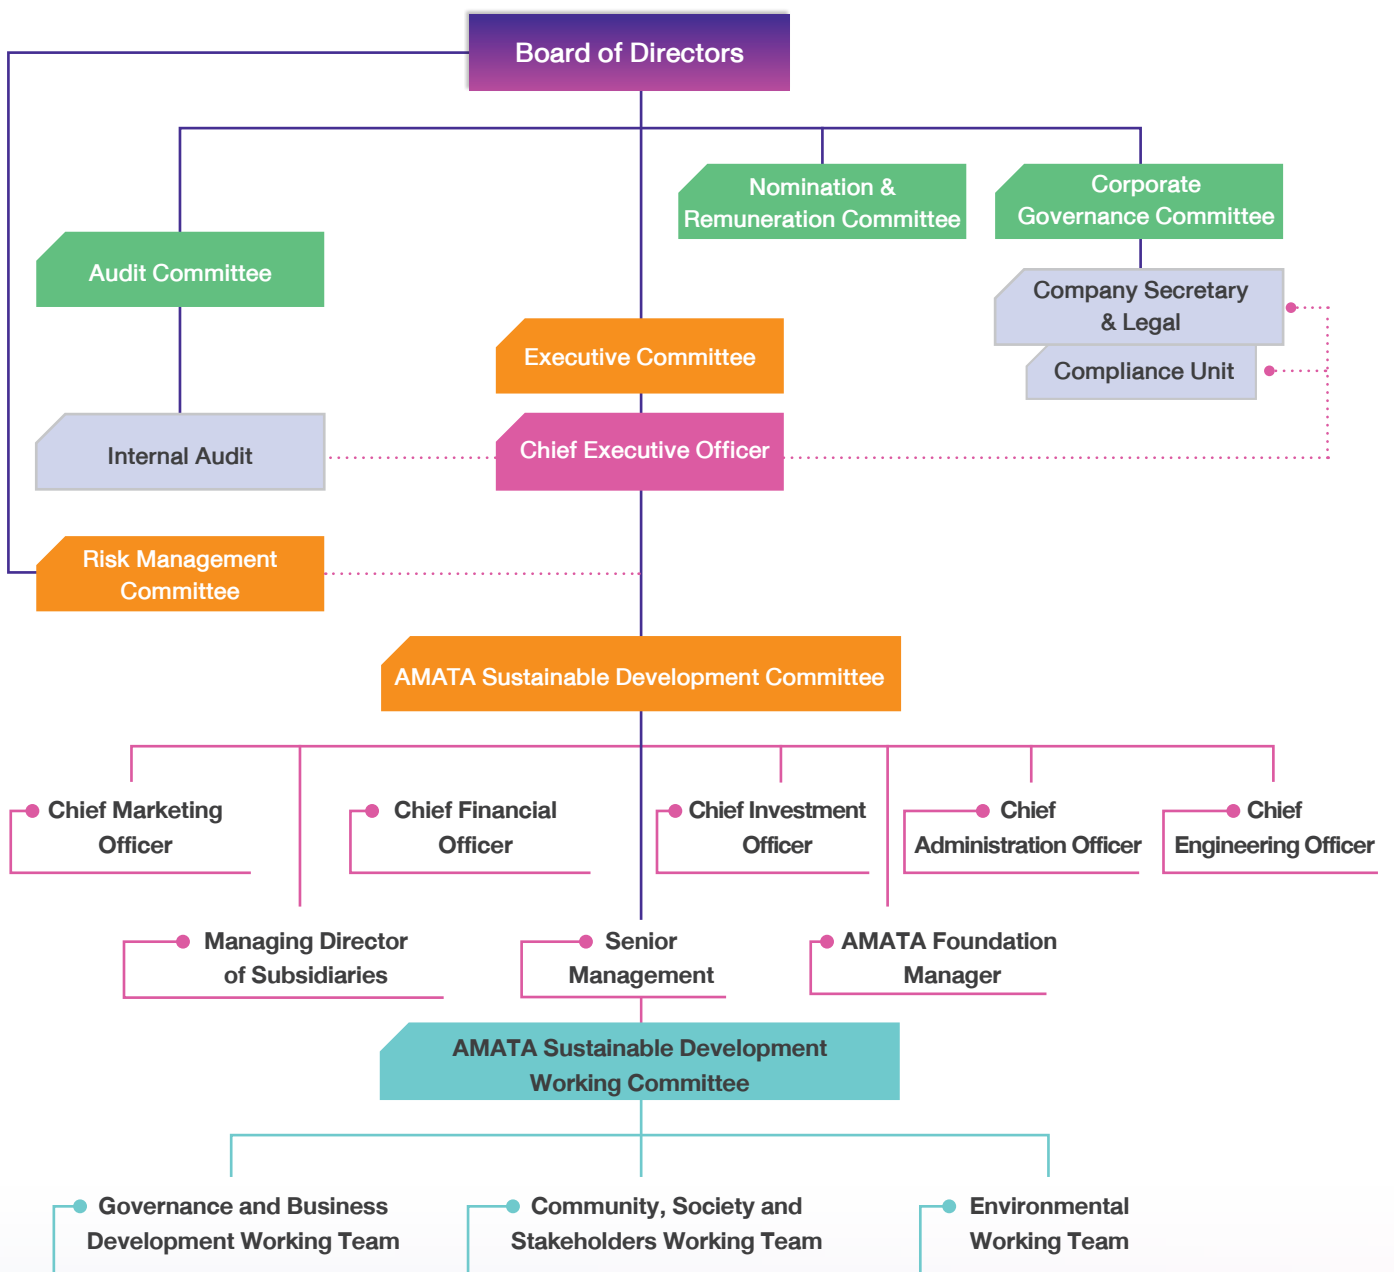 Board of Directors
Nomination &
Remuneration Committee
Corporate
Governance Committee
Audit Committee
Company Secretary
& Legal
Executive Committee
Compliance Unit
Internal Audit
Chief Executive Officer
Risk Management
Committee
AMATA Sustainable Development Committee
Chief Marketing
Officer
Chief Financial
Officer
Chief Investment
Officer
Chief
Administration Officer
Chief
Engineering Officer
Managing Director
of Subsidiaries
Senior
Management
AMATA Foundation
Manager
AMATA Sustainable Development
Working Committee
Governance and Business
Development Working Team
Community, Society and
Stakeholders Working Team
Environmental
Working Team